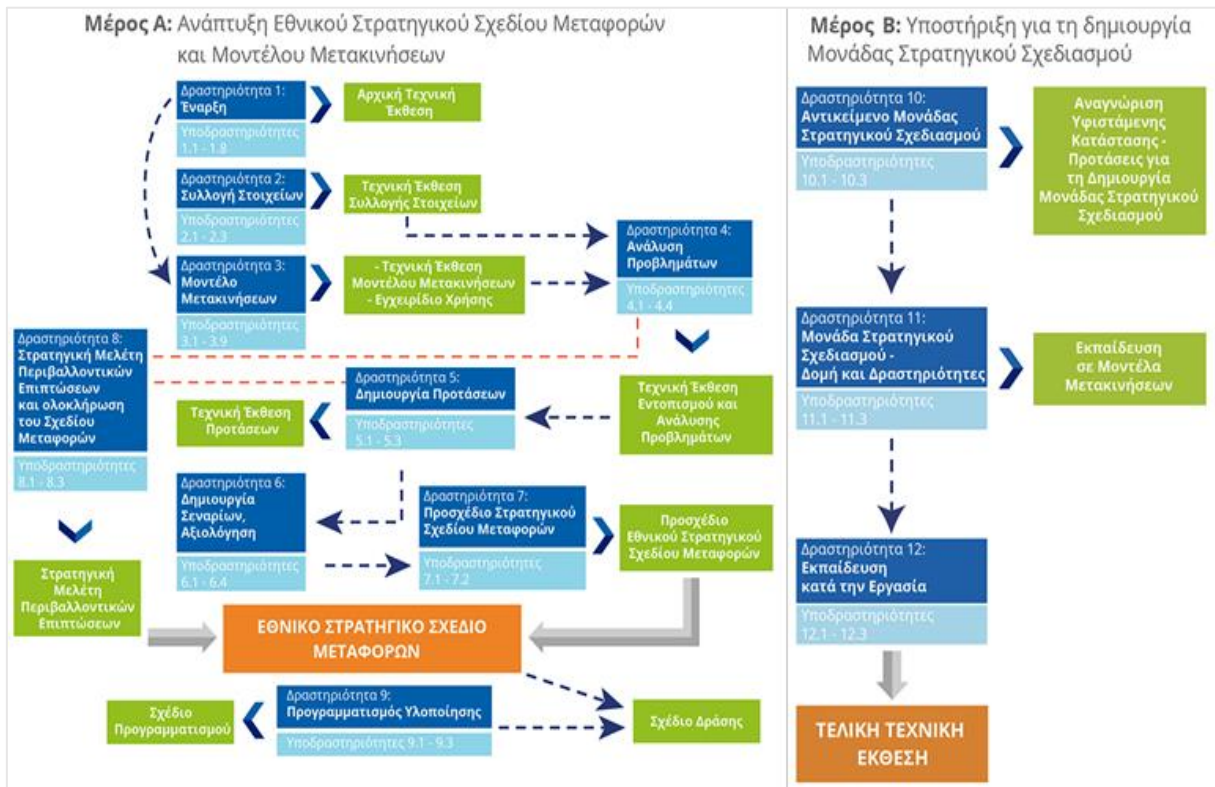 Μέρος Α: Ανάπτυξη Εθνικού Στρατηγικού Σχεδίου Μεταφορών
και Μοντέλου Μετακινήσεων
Δραστηριότητα 1:
Έναρξη
Υποδραστηριότητες
1.1 - 1.8
Αρχική Τεχνική
Έκθεση
Δραστηριότητα 2:
Συλλογή Στοιχείων
Υποδραστηριότητες
2.1 - 2.3
Τεχνική Έκθεση
Συλλογής Στοιχείων
Δραστηριότητα 3:
Μοντέλο
Μετακινήσεων
Υποδραστηριότητες
3.1 - 3.9
- Τεχνική Έκθεση
Μοντέλου Μετακινήσεων
- Εγχειρίδιο Χρήσης
Δραστηριότητα 4:
Ανάλυση
Προβλημάτων
Υποδραστηριότητες
4.1 - 4.4
Δραστηριότητα 8:
Στρατηγική Μελέτη
Περιβαλλοντικών
Επιπτώσεων
και ολοκλήρωση
του Σχεδίου
Μεταφορών
Υποδραστηριότητες
8.1 - 8.3
Τεχνική Έκθεση
Προτάσεων
Δραστηριότητα 5:
Δημιουργία Προτάσεων
Υποδραστηριότητες
5.1 - 5.3
Τεχνική Έκθεση
Εντοπισμού και
Ανάλυσης
Προβλημάτων
Δραστηριότητα 6:
Δημιουργία
Σεναρίων,
Αξιολόγηση
Υποδραστηριότητες
6.1 - 6.4
Δραστηριότητα 7:
Προσχέδιο Στρατηγικού
Σχεδίου Μεταφορών
Υποδραστηριότητες
7.1 - 7.2
Προσχέδιο
Εθνικού Στρατηγικού
Σχεδίου Μεταφορών
Στρατηγική
Μελέτη
Περιβαλλοντικών
Επιπτώσεων
ΕΘΝΙΚΟ ΣΤΡΑΤΗΓΙΚΟ ΣΧΕΔΙΟ
ΜΕΤΑΦΟΡΩΝ
Σχέδιο
Προγραμματισμού
Δραστηριότητα 9:
Προγραμματισμός Υλοποίησης
Υποδραστηριότητες 9.1 - 9.3
Σχέδιο Δράσης
Μέρος Β: Υποστήριξη για τη δημιουργία
Μονάδας Στρατηγικού Σχεδιασμού
Δραστηριότητα 10:
Αντικείμενο Μονάδας
Στρατηγικού Σχεδιασμού
Υποδραστηριότητες
10.1 - 10.3
Αναγνώριση
Υφιστάμενης
Κατάστασης -
Προτάσεις για
τη Δημιουργία
Μονάδας Στρατηγικού
Σχεδιασμού
Δραστηριότητα 11:
Μονάδα Στρατηγικού
Σχεδιασμού -
Δομή και Δραστηριότητες
Υποδραστηριότητες
11.1 - 11.3
Εκπαίδευση
σε Μοντέλα
Μετακινήσεων
Δραστηριότητα 12:
Εκπαίδευση
κατά την Εργασία
Υποδραστηριότητες
12.1 - 12.3
ΤΕΛΙΚΗ ΤΕΧΝΙΚΗ
ΕΚΘΕΣΗ